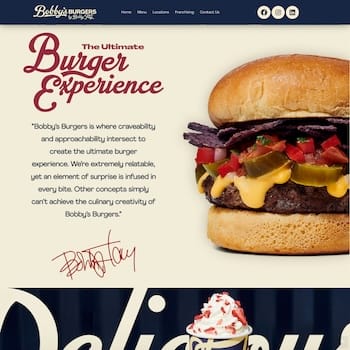 Bobby's BURGERS
by Bobby Flay
Home Menu Locations Franchising Contact Us
The Ultimate
Burger
Experience
"Bobby's Burgers is where craveability
and approachability intersect to
create the ultimate burger
experience. We're extremely relatable,
yet an element of surprise is infused in
every bite. Other concepts simply
can't achieve the culinary creativity of
Bobby's Burgers."
Bobby Flay